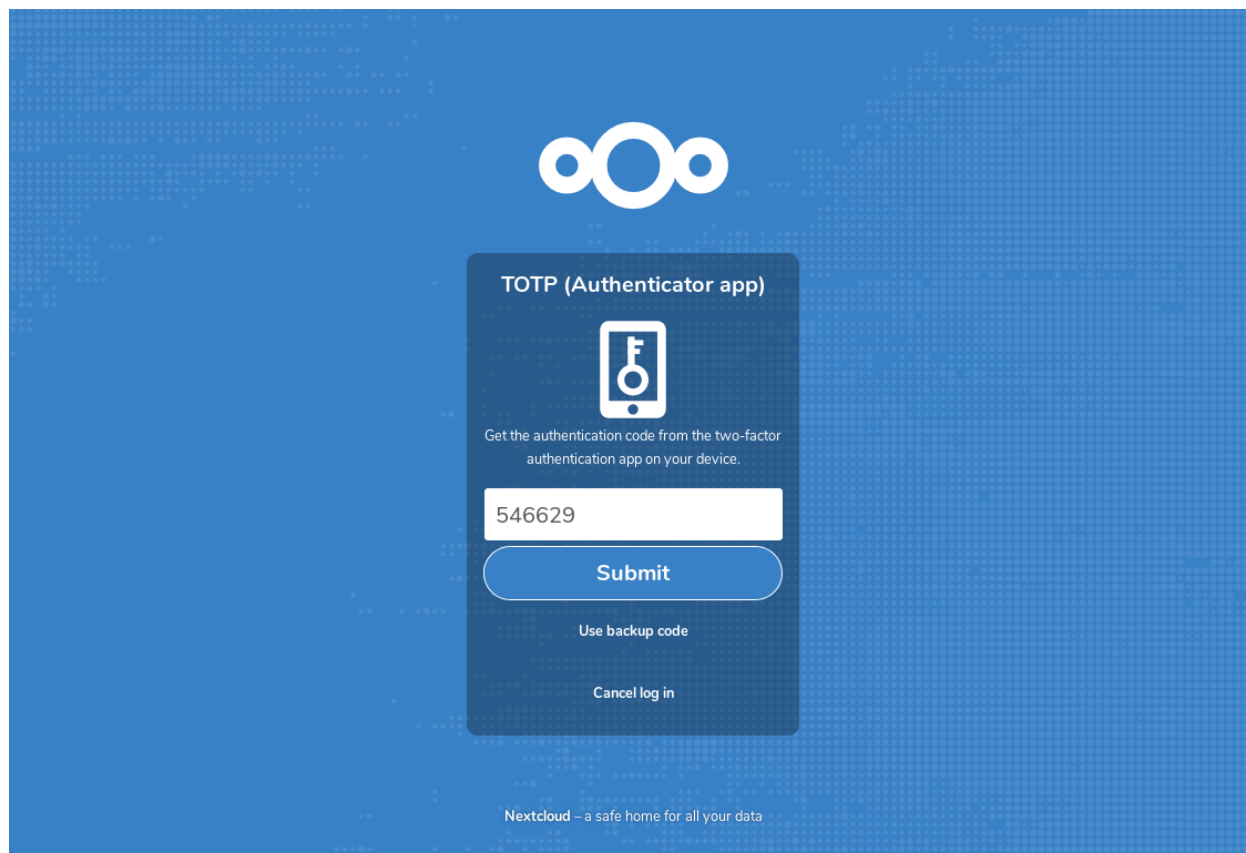 TOTP (Authenticator app)
Get the authentication code from the two-factor
authentication app on your device.
546629
Submit
Use backup code
Cancel log in
Nextcloud – a safe home for all your data